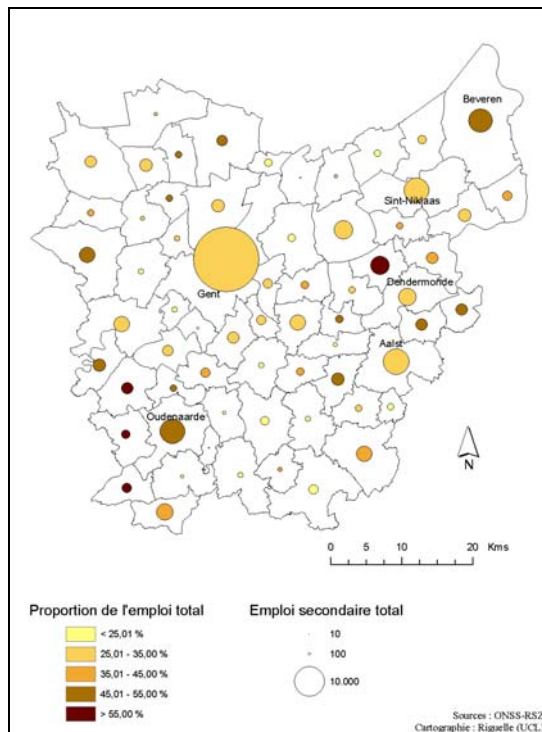 Beveren
Sint-Niklaas
Gent
Dendermonde
Aalst
Oudenaarde
N
0 5 10 20 Kms
Proportion de l'emploi total
< 25,01 %
25,01 - 35,00 %
35,01 - 45,00 %
45,01 - 55,00 %
> 55,00 %
Emploi secondaire total
10
100
10.000
Sources : ONSS-RSZ
Cartographie : Riguelle (UCL)